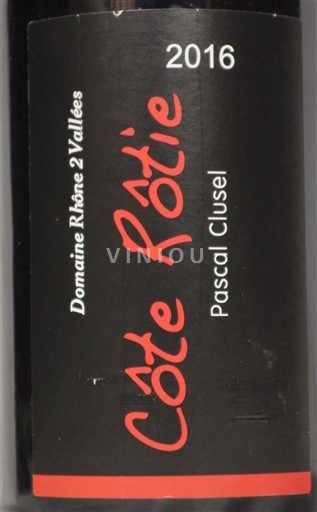 2016
Domaine Rhône 2 Vallées
Côte Rôtie
Pascal Clusel
VINIOU